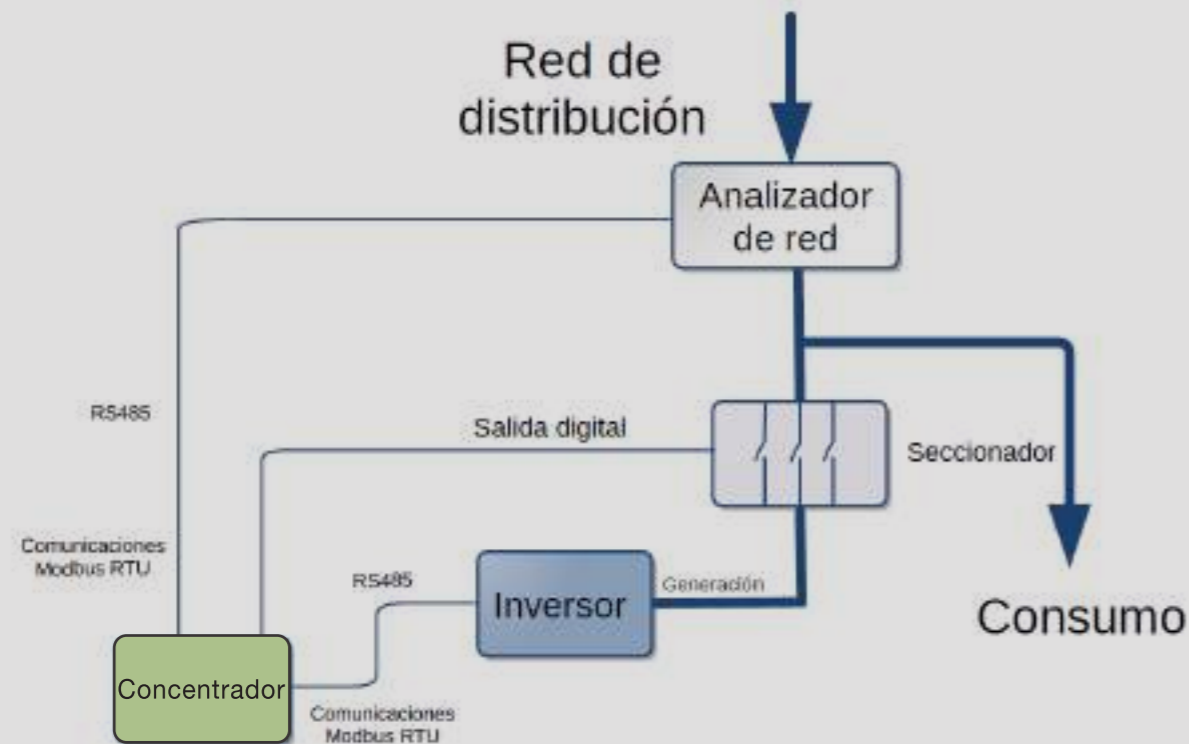 Red de
distribución
Analizador
de red
RS485
Salida digital
Seccionador
Comunicaciones
Modbus RTU
RS485
Inversor
Generación
Consumo
Concentrador
Comunicaciones
Modbus RTU